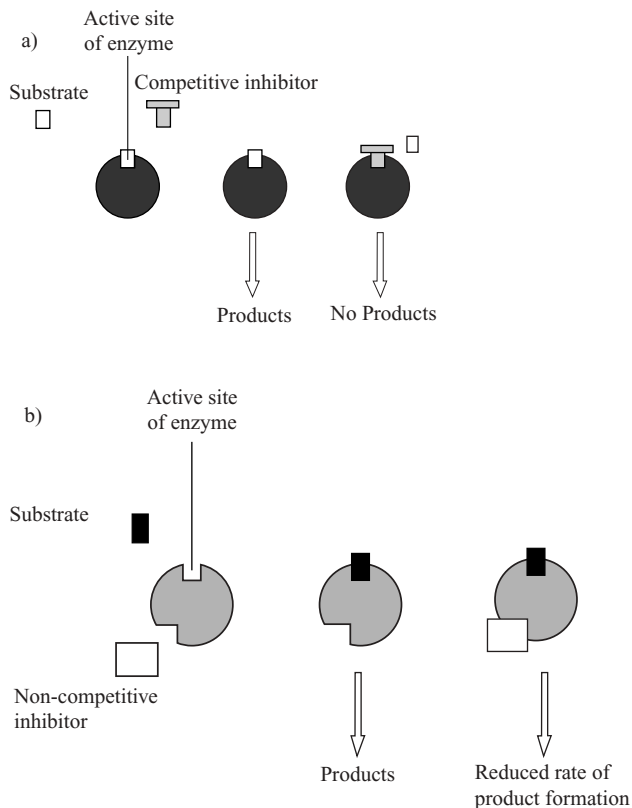 a)
Active site
of enzyme
Substrate
Competitive inhibitor
Products
No Products
b)
Active site
of enzyme
Substrate
Non-competitive
inhibitor
Products
Reduced rate of
product formation